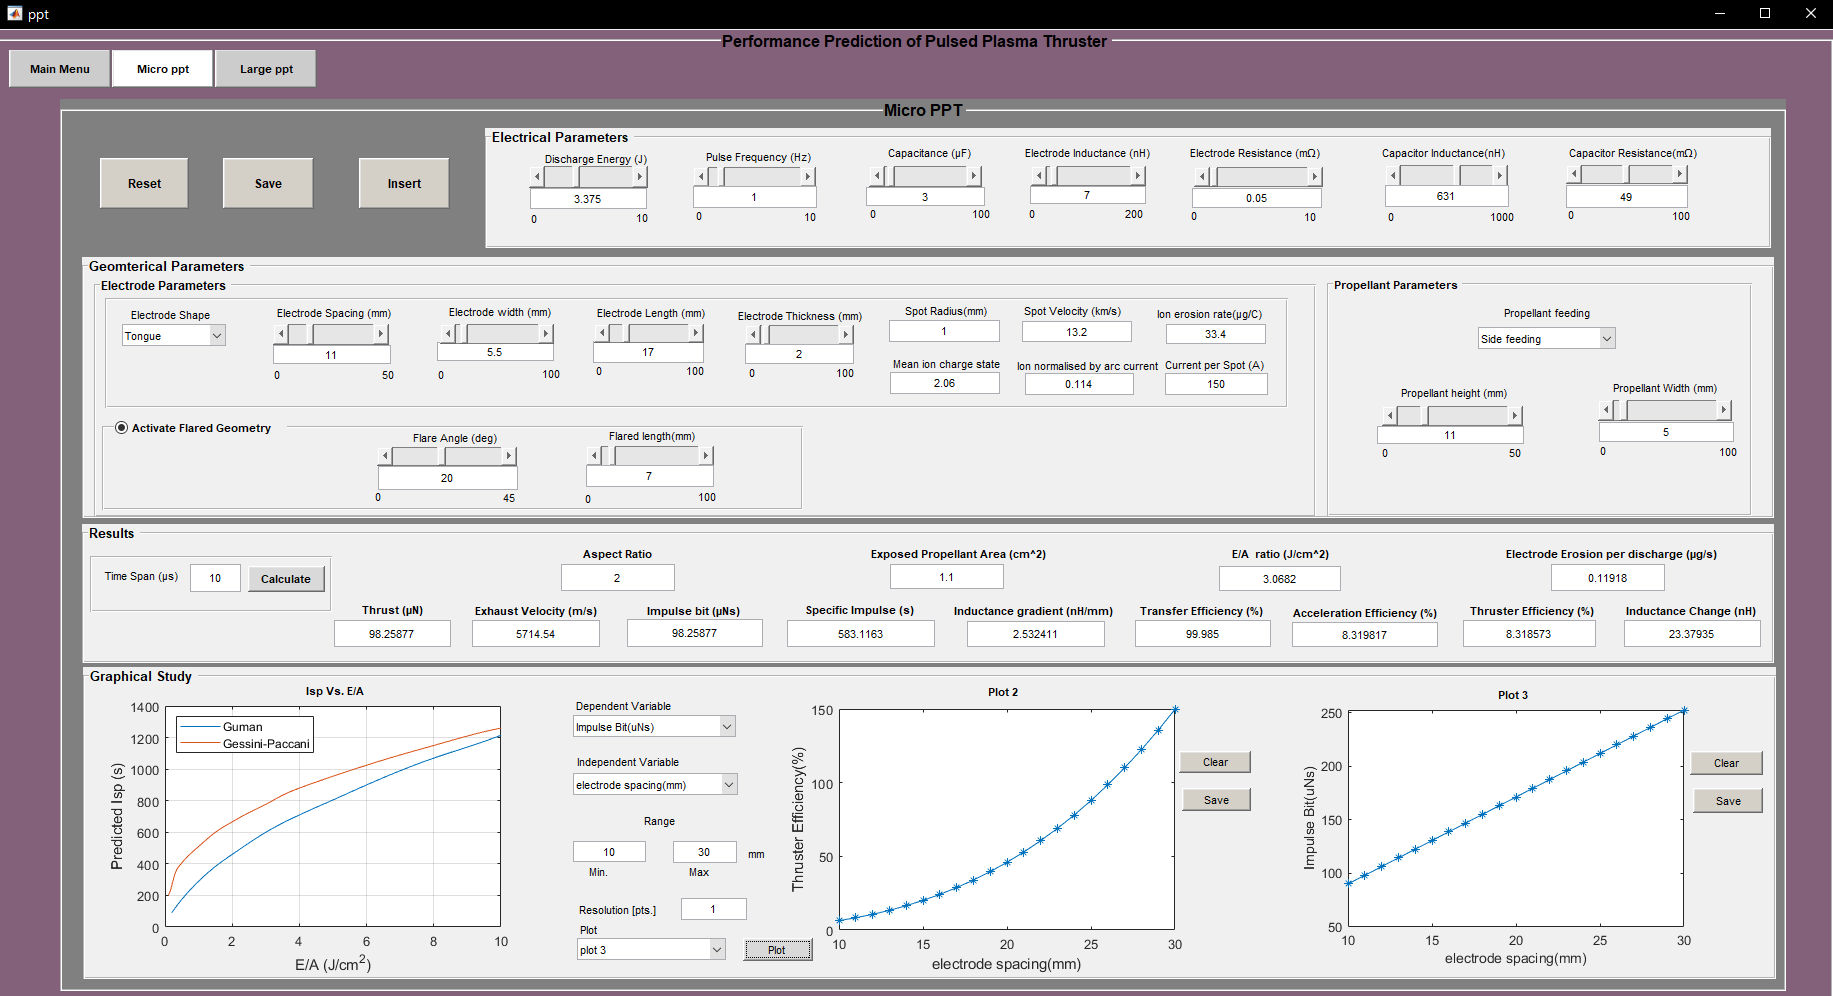 ppt
Performance Prediction of Pulsed Plasma Thruster
Main Menu
Micro ppt
Large ppt
Micro PPT
Reset
Save
Insert
Electrical Parameters
Discharge Energy (J)
3.375
0 10
Pulse Frequency (Hz)
1
0 10
Capacitance (µF)
3
0 100
Electrode Inductance (nH)
7
0 200
Electrode Resistance (mΩ)
0.05
0 10
Capacitor Inductance(nH)
631
0 1000
Capacitor Resistance(mΩ)
49
0 100
Geomterical Parameters
Electrode Parameters
Electrode Shape
Tongue
Electrode Spacing (mm)
11
0 50
Electrode width (mm)
5.5
0 100
Electrode Length (mm)
17
0 100
Electrode Thickness (mm)
2
0 100
Spot Radius(mm)
1
Spot Velocity (km/s)
13.2
Ion erosion rate(µg/C)
33.4
Mean ion charge state
2.06
Ion normalised by arc current
0.114
Current per Spot (A)
150
Activate Flared Geometry
Flare Angle (deg)
20
0 45
Flared length(mm)
7
0 100
Propellant Parameters
Propellant feeding
Side feeding
Propellant height (mm)
11
0 50
Propellant Width (mm)
5
0 100
Results
Time Span (µs)
10
Calculate
Aspect Ratio
2
Exposed Propellant Area (cm^2)
1.1
E/A ratio (J/cm^2)
3.0682
Electrode Erosion per discharge (µg/s)
0.11918
Thrust (µN)
98.25877
Exhaust Velocity (m/s)
5714.54
Impulse bit (µNs)
98.25877
Specific Impulse (s)
583.1163
Inductance gradient (nH/mm)
2.532411
Transfer Efficiency (%)
99.985
Acceleration Efficiency (%)
8.319817
Thruster Efficiency (%)
8.318573
Inductance Change (nH)
23.37935
Graphical Study
Isp Vs. E/A
Guman
Gessini-Paccani
Predicted Isp (s)
1400
1200
1000
800
600
400
200
0
0 2 4 6 8 10
E/A (J/cm2)
Dependent Variable
Impulse Bit(uNs)
Independent Variable
electrode spacing(mm)
Range
10 30 mm
Min. Max
Resolution [pts.] 1
Plot
plot 3
Plot
Plot 2
Thruster Efficiency(%)
150
100
50
0
10 15 20 25 30
electrode spacing(mm)
Clear
Save
Plot 3
Impulse Bit(uNs)
250
200
150
100
50
10 15 20 25 30
electrode spacing(mm)
Clear
Save